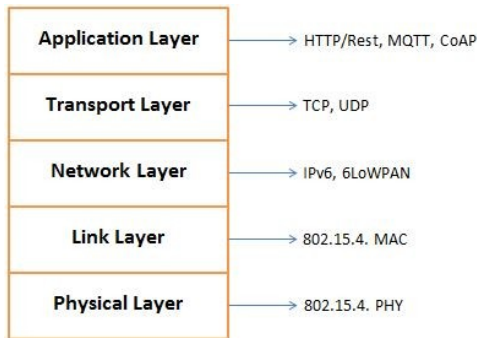 Application Layer HTTP/Rest, MQTT, CoAP
Transport Layer TCP, UDP
Network Layer IPv6, 6LoWPAN
Link Layer 802.15.4. MAC
Physical Layer 802.15.4. PHY